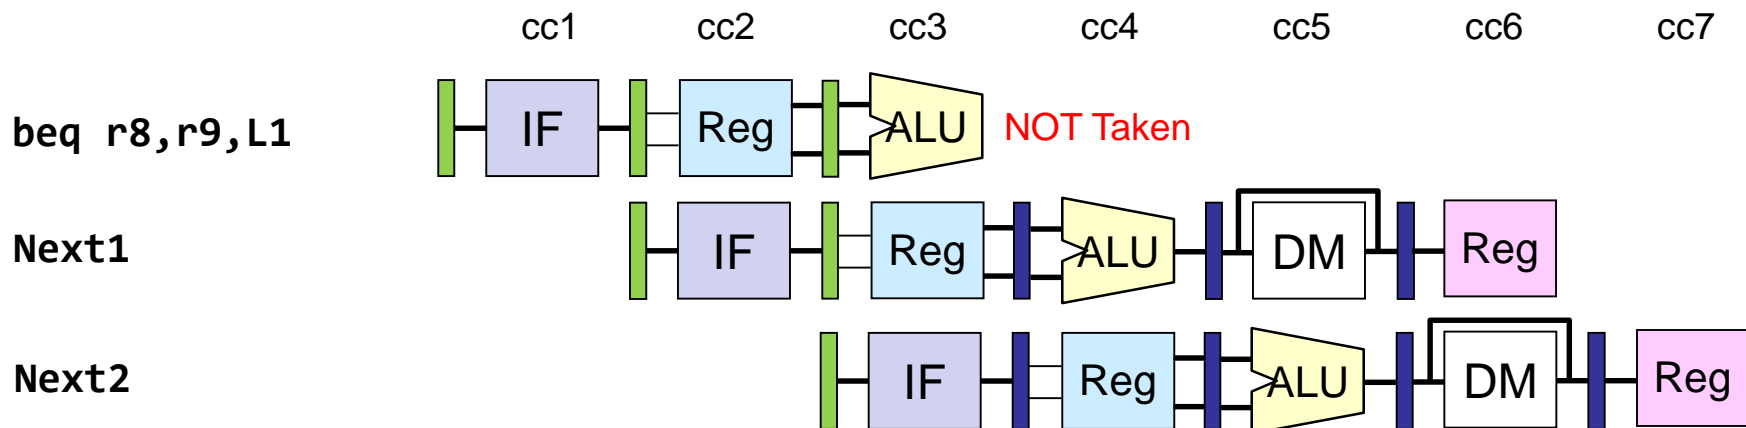 cc1 cc2 cc3 cc4 cc5 cc6 cc7
beq r8,r9,L1 IF Reg ALU NOT Taken
Next1 IF Reg ALU DM Reg
Next2 IF Reg ALU DM Reg